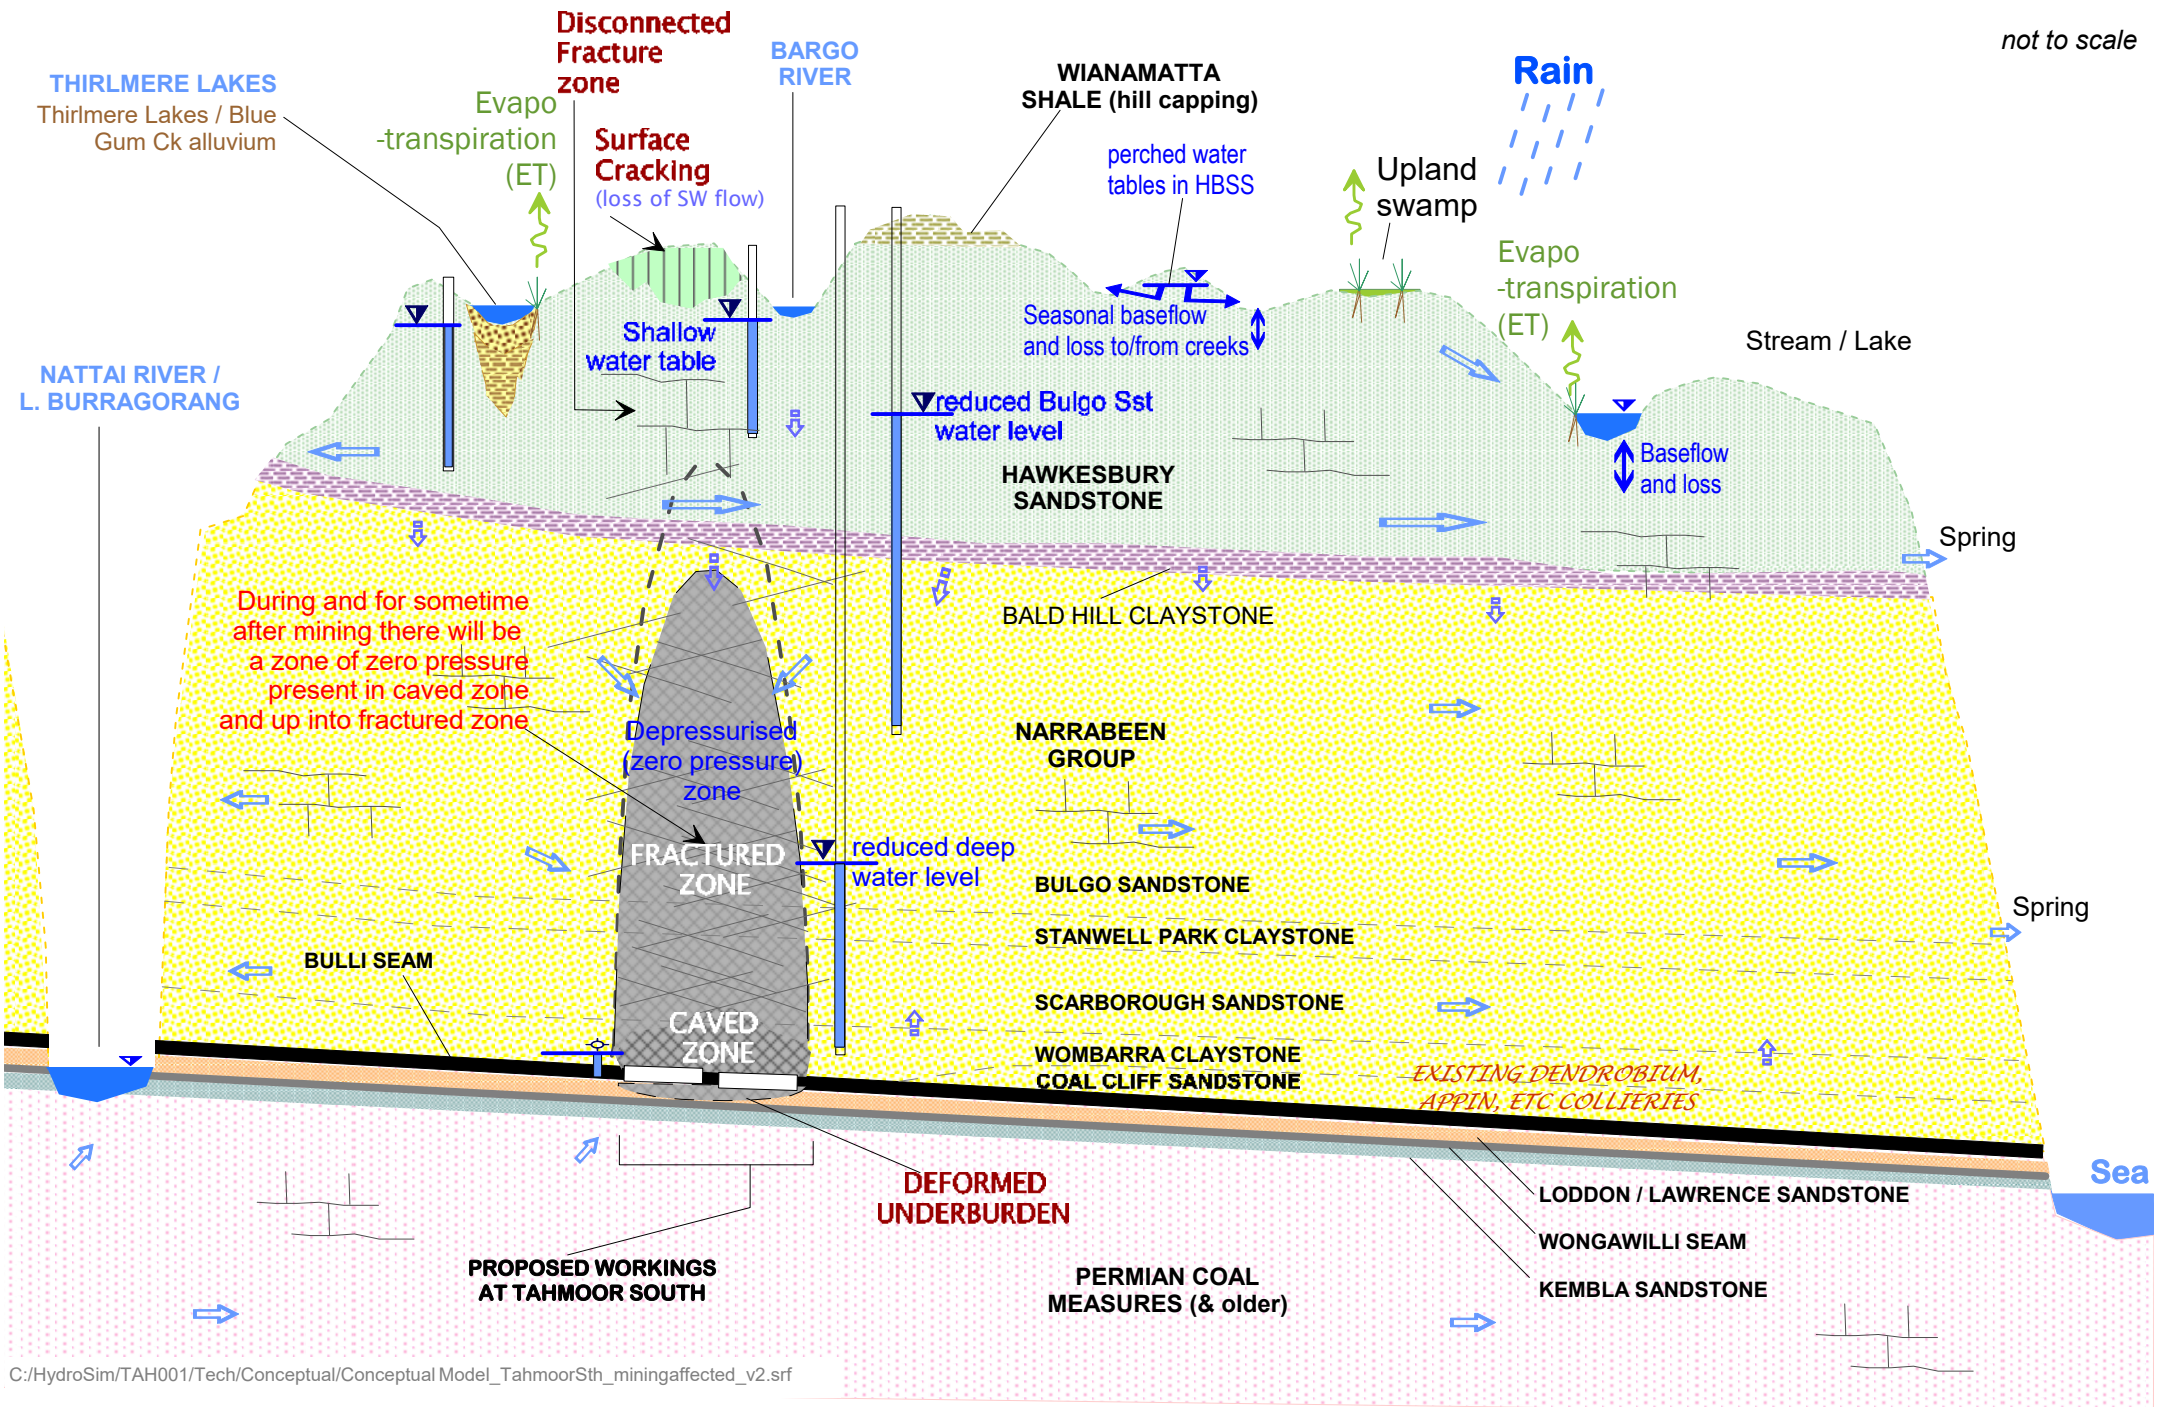 not to scale
Disconnected
Fracture
zone
BARGO
RIVER
THIRLMERE LAKES
Thirlmere Lakes / Blue
Gum Ck alluvium
Evapo
-transpiration
(ET)
Surface
Cracking
(loss of SW flow)
WIANAMATTA
SHALE (hill capping)
perched water
tables in HBSS
Rain
Upland
swamp
Evapo
-transpiration
(ET)
Stream / Lake
Seasonal baseflow
and loss to/from creeks
Shallow
water table
NATTAI RIVER /
L. BURRAGORANG
reduced Bulgo Sst
water level
Baseflow
and loss
HAWKESBURY
SANDSTONE
Spring
BALD HILL CLAYSTONE
During and for sometime
after mining there will be
a zone of zero pressure
present in caved zone
and up into fractured zone
Depressurised
(zero pressure)
zone
NARRABEEN
GROUP
FRACTURED
ZONE
reduced deep
water level
BULGO SANDSTONE
Spring
STANWELL PARK CLAYSTONE
BULLI SEAM
SCARBOROUGH SANDSTONE
CAVED
ZONE
WOMBARRA CLAYSTONE
COAL CLIFF SANDSTONE
EXISTING DENDROBIUM,
APPIN, ETC COLLIERIES
Sea
DEFORMED
UNDERBURDEN
LODDON / LAWRENCE SANDSTONE
WONGAWILLI SEAM
KEMBLA SANDSTONE
PROPOSED WORKINGS
AT TAHMOOR SOUTH
PERMIAN COAL
MEASURES (& older)
C:/HydroSim/TAH001/Tech/Conceptual/Conceptual Model_TahmoorSth_miningaffected_v2.srf